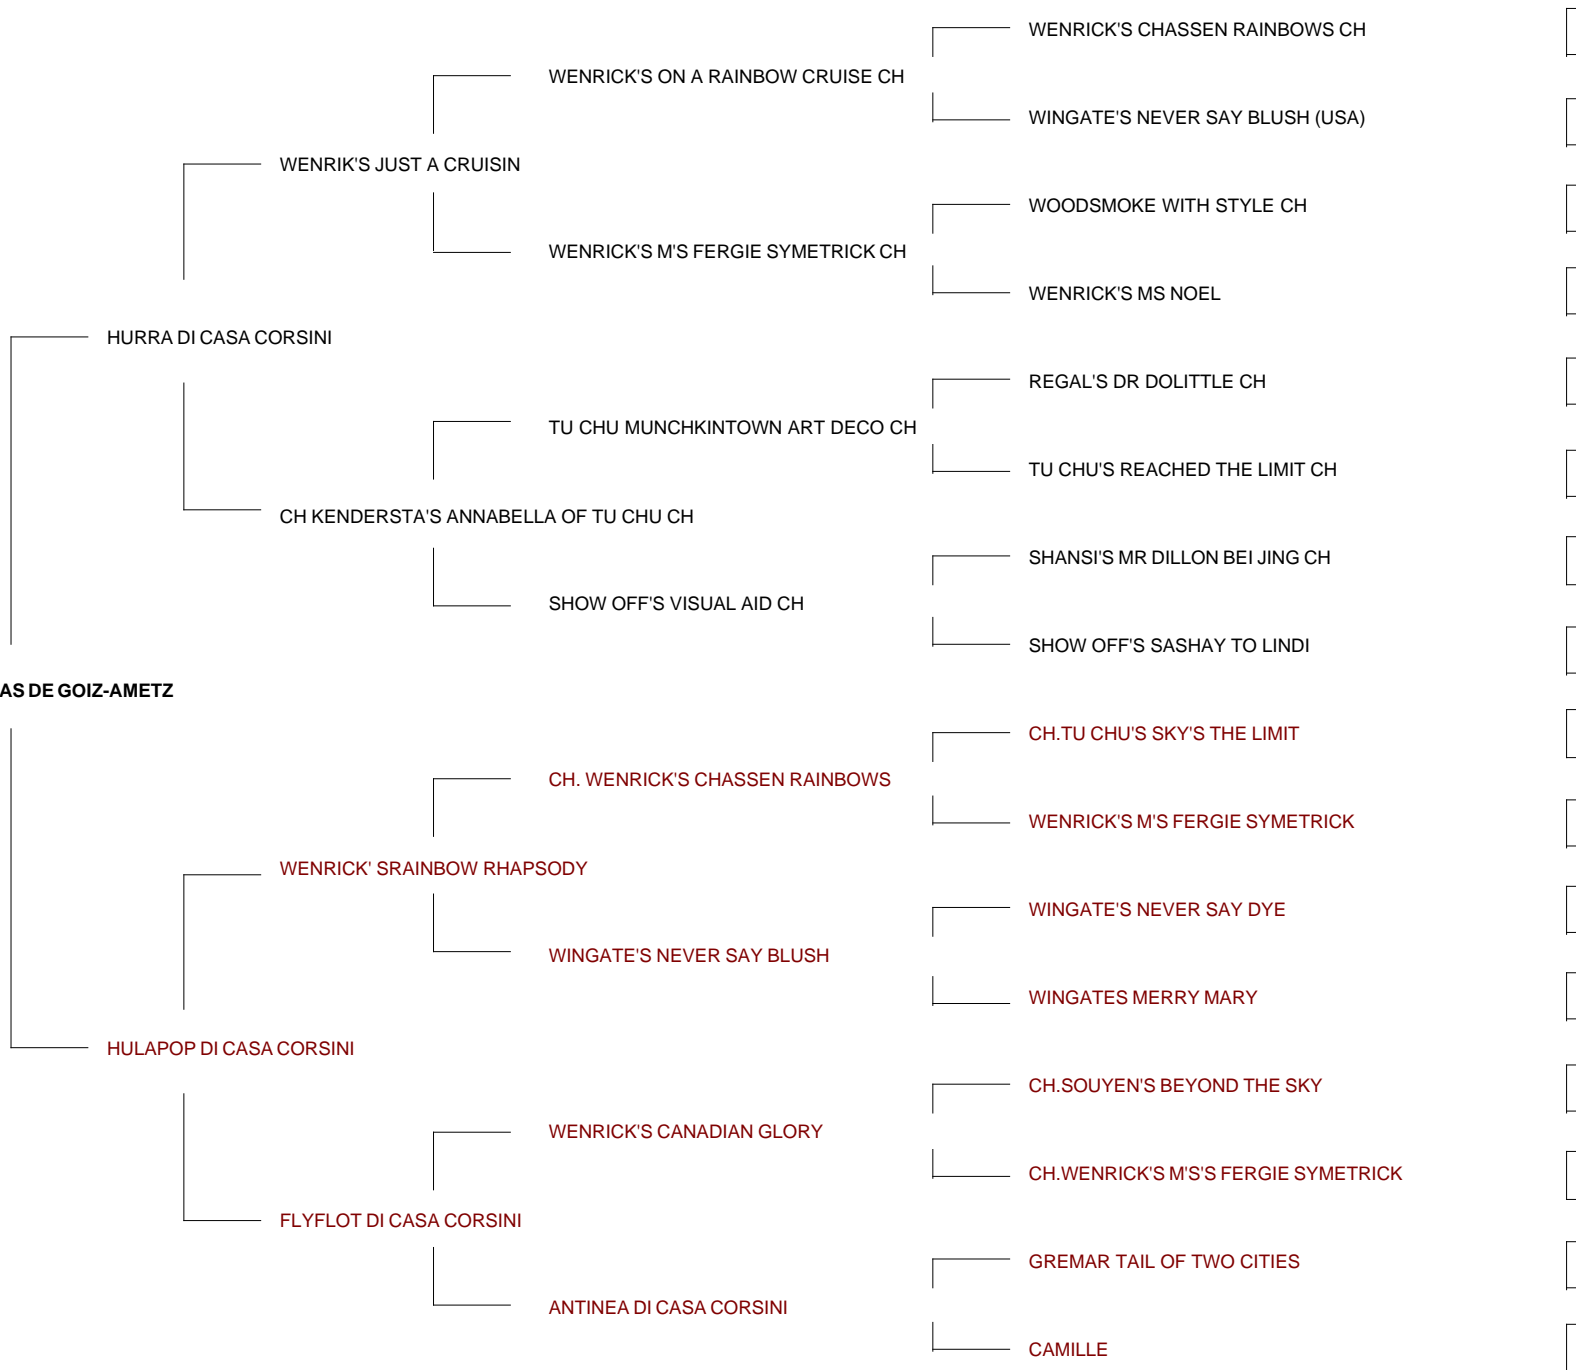 WENRICK'S CHASSEN RAINBOWS CH
WENRICK'S ON A RAINBOW CRUISE CH
WINGATE'S NEVER SAY BLUSH (USA)
WENRIK'S JUST A CRUISIN
WOODSMOKE WITH STYLE CH
WENRICK'S M'S FERGIE SYMETRICK CH
WENRICK'S MS NOEL
HURRA DI CASA CORSINI
REGAL'S DR DOLITTLE CH
TU CHU MUNCHKINTOWN ART DECO CH
TU CHU'S REACHED THE LIMIT CH
CH KENDERSTA'S ANNABELLA OF TU CHU CH
SHANSI'S MR DILLON BEI JING CH
SHOW OFF'S VISUAL AID CH
SHOW OFF'S SASHAY TO LINDI
AS DE GOIZ-AMETZ
CH.TU CHU'S SKY'S THE LIMIT
CH. WENRICK'S CHASSEN RAINBOWS
WENRICK'S M'S FERGIE SYMETRICK
WENRICK' SRAINBOW RHAPSODY
WINGATE'S NEVER SAY DYE
WINGATE'S NEVER SAY BLUSH
WINGATES MERRY MARY
HULAPOP DI CASA CORSINI
CH.SOUYEN'S BEYOND THE SKY
WENRICK'S CANADIAN GLORY
CH.WENRICK'S M'S'S FERGIE SYMETRICK
FLYFLOT DI CASA CORSINI
GREMAR TAIL OF TWO CITIES
ANTINEA DI CASA CORSINI
CAMILLE